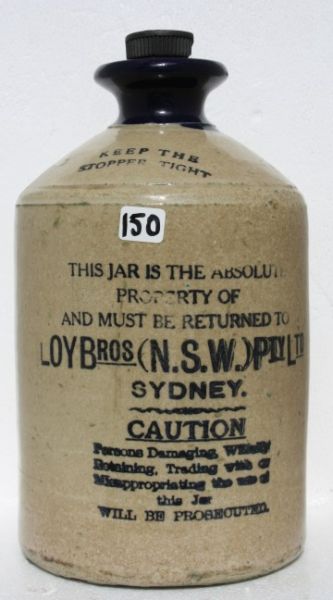 KEEP THE
STOPPER TIGHT
150
THIS JAR IS THE ABSOLUTE
PROPERTY OF
AND MUST BE RETURNED TO
LOY BROS (N.S.W.) PTY LTD
SYDNEY.
CAUTION
Persons Damaging, Wilfully
Retaining, Trading with or
Misappropriating the use of
this Jar
WILL BE PROSECUTED.